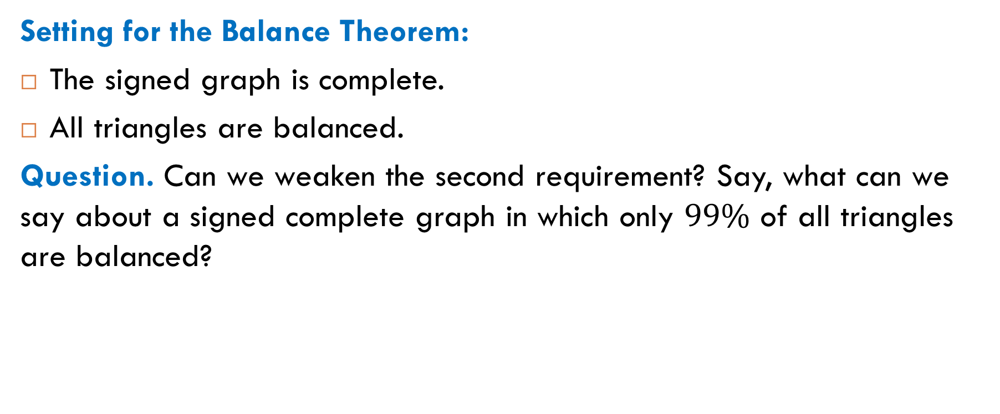 Setting for the Balance Theorem:
The signed graph is complete.
All triangles are balanced.
Question. Can we weaken the second requirement? Say, what can we
say about a signed complete graph in which only 99% of all triangles
are balanced?